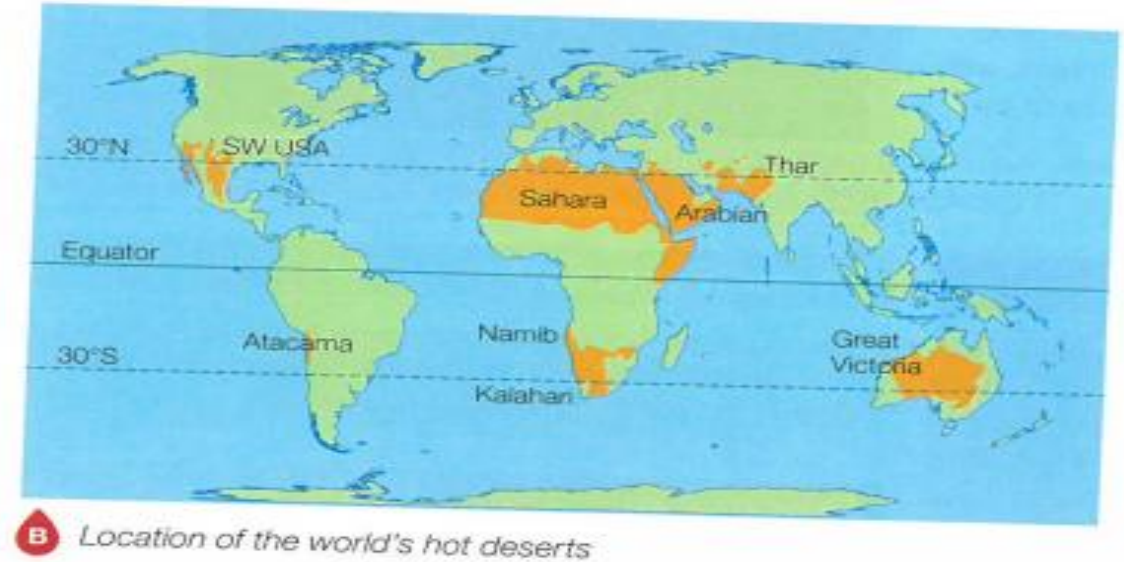 30°N
SW USA
Thar
Sahara
Arabian
Equator
Atacama
Namib
Great
Victoria
30°S
Kalahari
B Location of the world's hot deserts